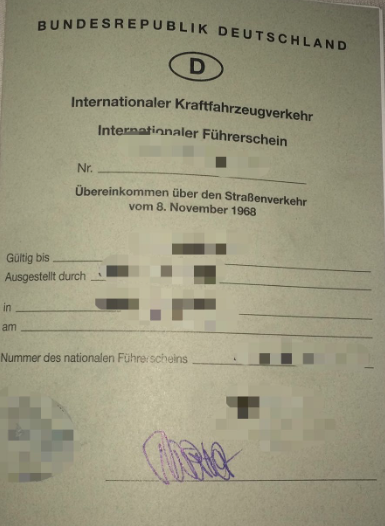 BUNDESREPUBLIK DEUTSCHLAND
D
Internationaler Kraftfahrzeugverkehr
Internationaler Führerschein
Nr.
Übereinkommen über den Straßenverkehr
vom 8. November 1968
Gültig bis
Ausgestellt durch
in
am
Nummer des nationalen Führerscheins